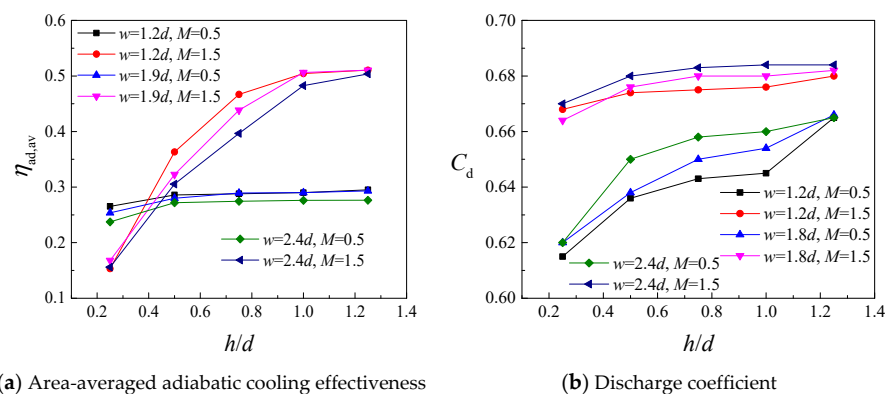 0.6
0.5
0.4
0.3
0.2
0.1
η_ad,av
w=1.2d, M=0.5
w=1.2d, M=1.5
w=1.9d, M=0.5
w=1.9d, M=1.5
w=2.4d, M=0.5
w=2.4d, M=1.5
0.2 0.4 0.6 0.8 1.0 1.2 1.4
h/d
(a) Area-averaged adiabatic cooling effectiveness
0.70
0.68
0.66
0.64
0.62
0.60
C_d
w=1.2d, M=0.5
w=1.2d, M=1.5
w=1.8d, M=0.5
w=1.8d, M=1.5
w=2.4d, M=0.5
w=2.4d, M=1.5
0.2 0.4 0.6 0.8 1.0 1.2 1.4
h/d
(b) Discharge coefficient